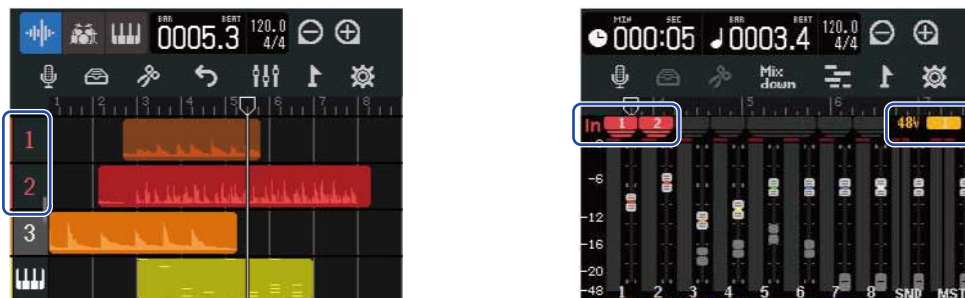 BAR BEAT
0005.3
120.0
4/4
1 2 3 4 5 6 7 8
1
2
3
MIN SEC
000:05
BAR BEAT
0003.4
120.0
4/4
Mix
down
5 6 7
In 1 2
48V 1
-6
-12
-16
-20
-48
1 2 3 4 5 6 7 8 SND MST